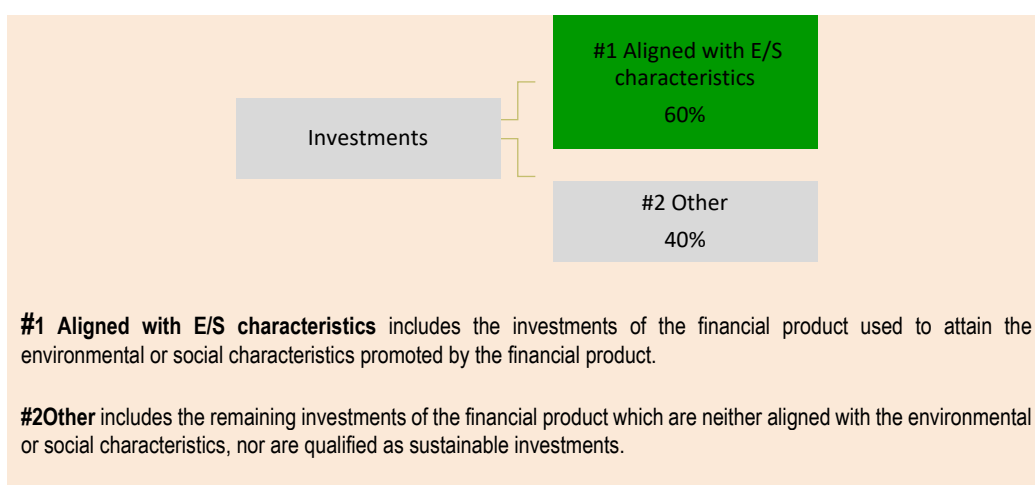 #1 Aligned with E/S
characteristics
60%
Investments
#2 Other
40%
#1 Aligned with E/S characteristics includes the investments of the financial product used to attain the
environmental or social characteristics promoted by the financial product.
#2Other includes the remaining investments of the financial product which are neither aligned with the environmental
or social characteristics, nor are qualified as sustainable investments.